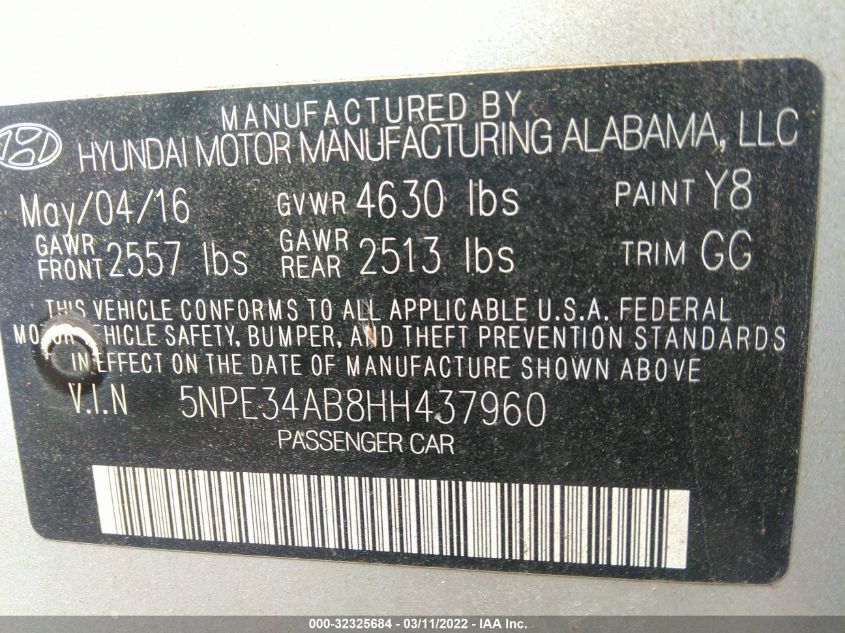 MANUFACTURED BY
HYUNDAI MOTOR MANUFACTURING ALABAMA, LLC
May/04/16 GVWR 4630 lbs PAINT Y8
GAWR FRONT 2557 lbs GAWR REAR 2513 lbs TRIM GG
THIS VEHICLE CONFORMS TO ALL APPLICABLE U.S.A. FEDERAL
MOTOR VEHICLE SAFETY, BUMPER, AND THEFT PREVENTION STANDARDS
IN EFFECT ON THE DATE OF MANUFACTURE SHOWN ABOVE
V.I.N 5NPE34AB8HH437960
PASSENGER CAR
000-32325684 - 03/11/2022 - IAA Inc.